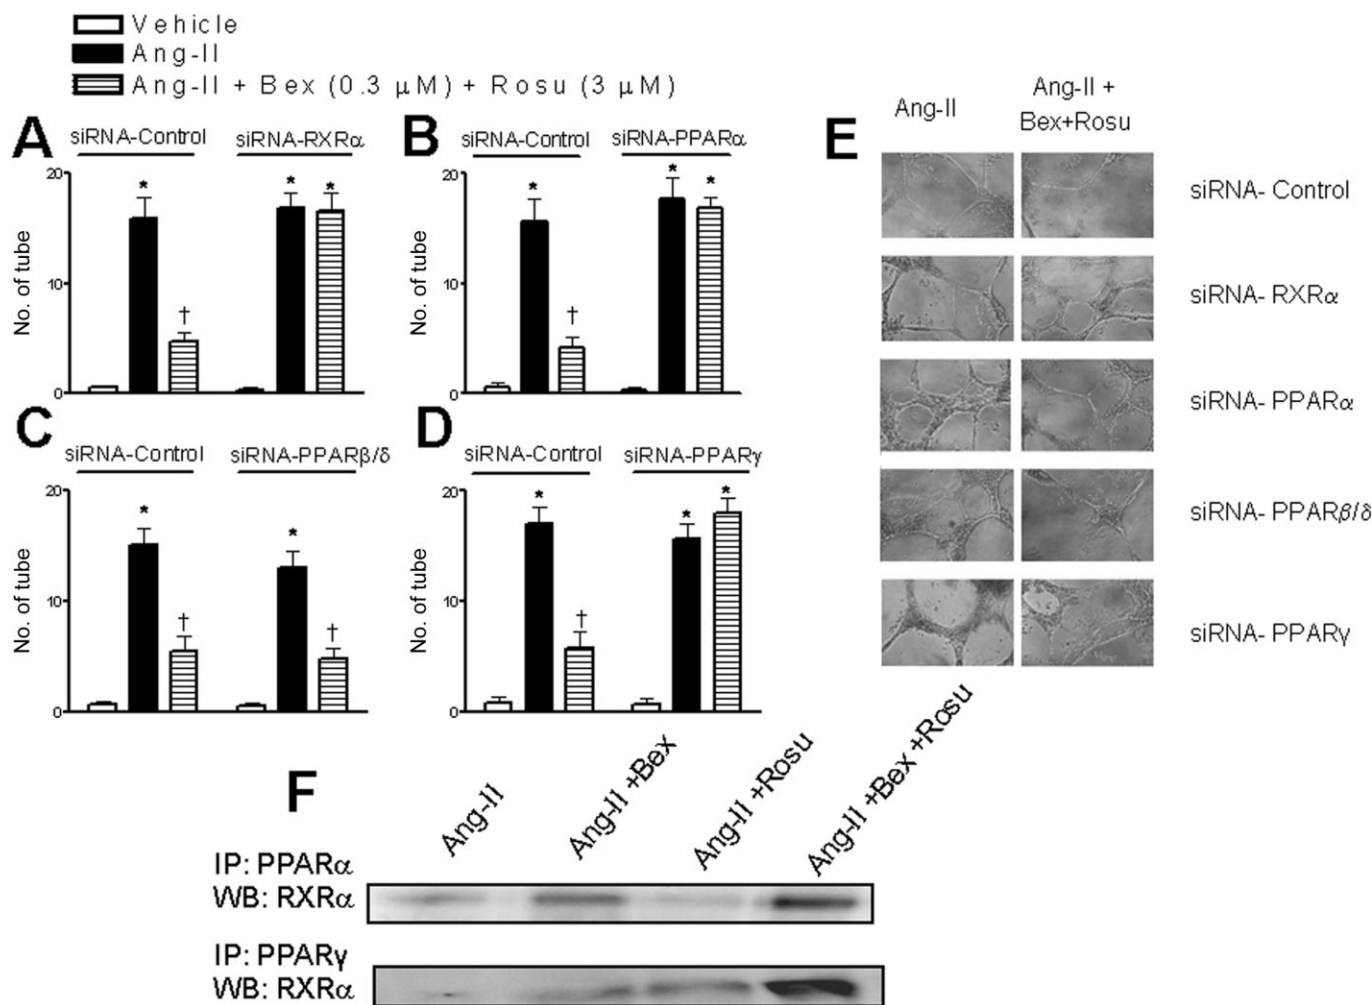 Vehicle
Ang-II
Ang-II + Bex (0.3 μM) + Rosu (3 μM)
A
siRNA-Control
siRNA-RXRα
No. of tube
20
10
0
*
†
*
*
B
siRNA-Control
siRNA-PPARα
20
10
0
No. of tube
*
†
*
*
C
siRNA-Control
siRNA-PPARβ/δ
No. of tube
20
10
0
*
†
*
†
D
siRNA-Control
siRNA-PPARγ
No. of tube
20
10
0
*
†
*
*
E
Ang-II
Ang-II +
Bex+Rosu
siRNA- Control
siRNA- RXRα
siRNA- PPARα
siRNA- PPARβ/δ
siRNA- PPARγ
F
Ang-II
Ang-II +Bex
Ang-II +Rosu
Ang-II +Bex +Rosu
IP: PPARα
WB: RXRα
IP: PPARγ
WB: RXRα